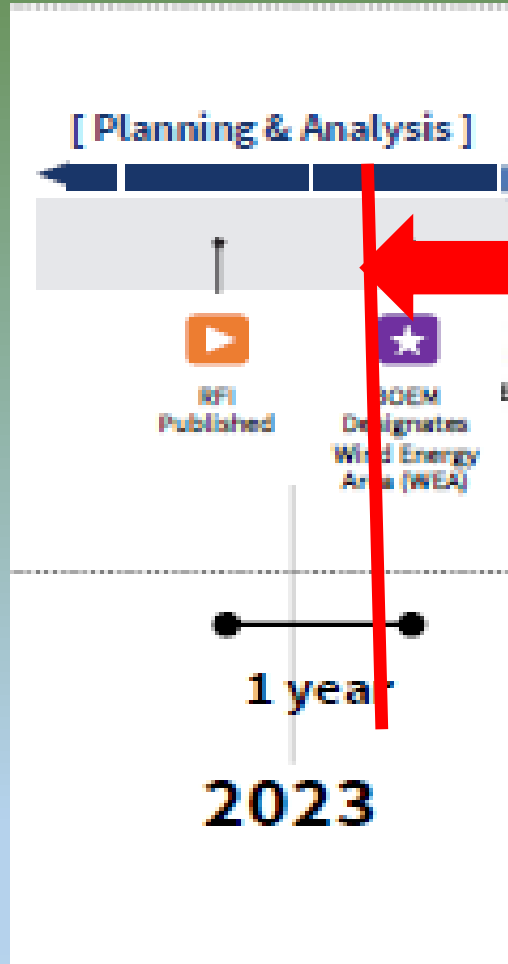 [ Planning & Analysis ]
RFI
Published
BOEM
Designates
Wind Energy
Area (WEA)
1 year
2023